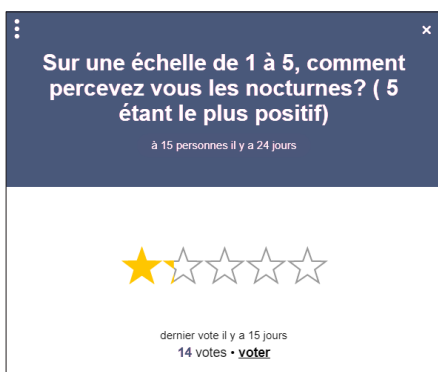 Sur une échelle de 1 à 5, comment
percevez vous les nocturnes? ( 5
étant le plus positif)
à 15 personnes il y a 24 jours
dernier vote il y a 15 jours
14 votes • voter